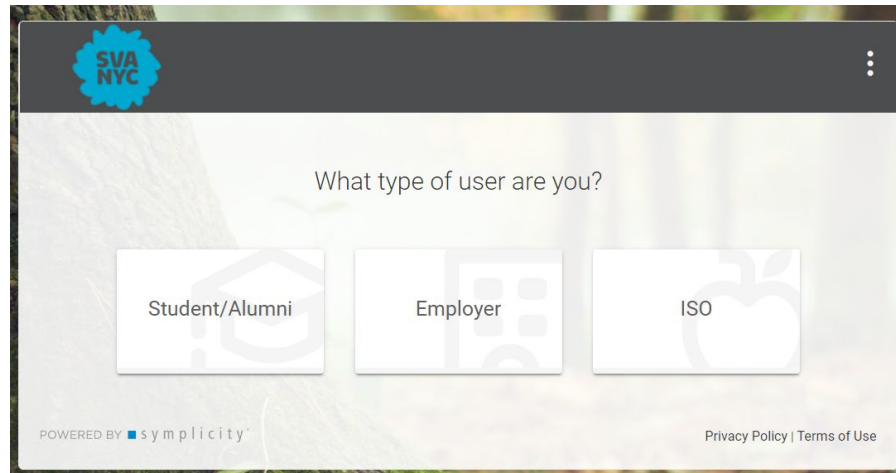 SVA
NYC
What type of user are you?
Student/Alumni
Employer
ISO
POWERED BY symplicity
Privacy Policy | Terms of Use